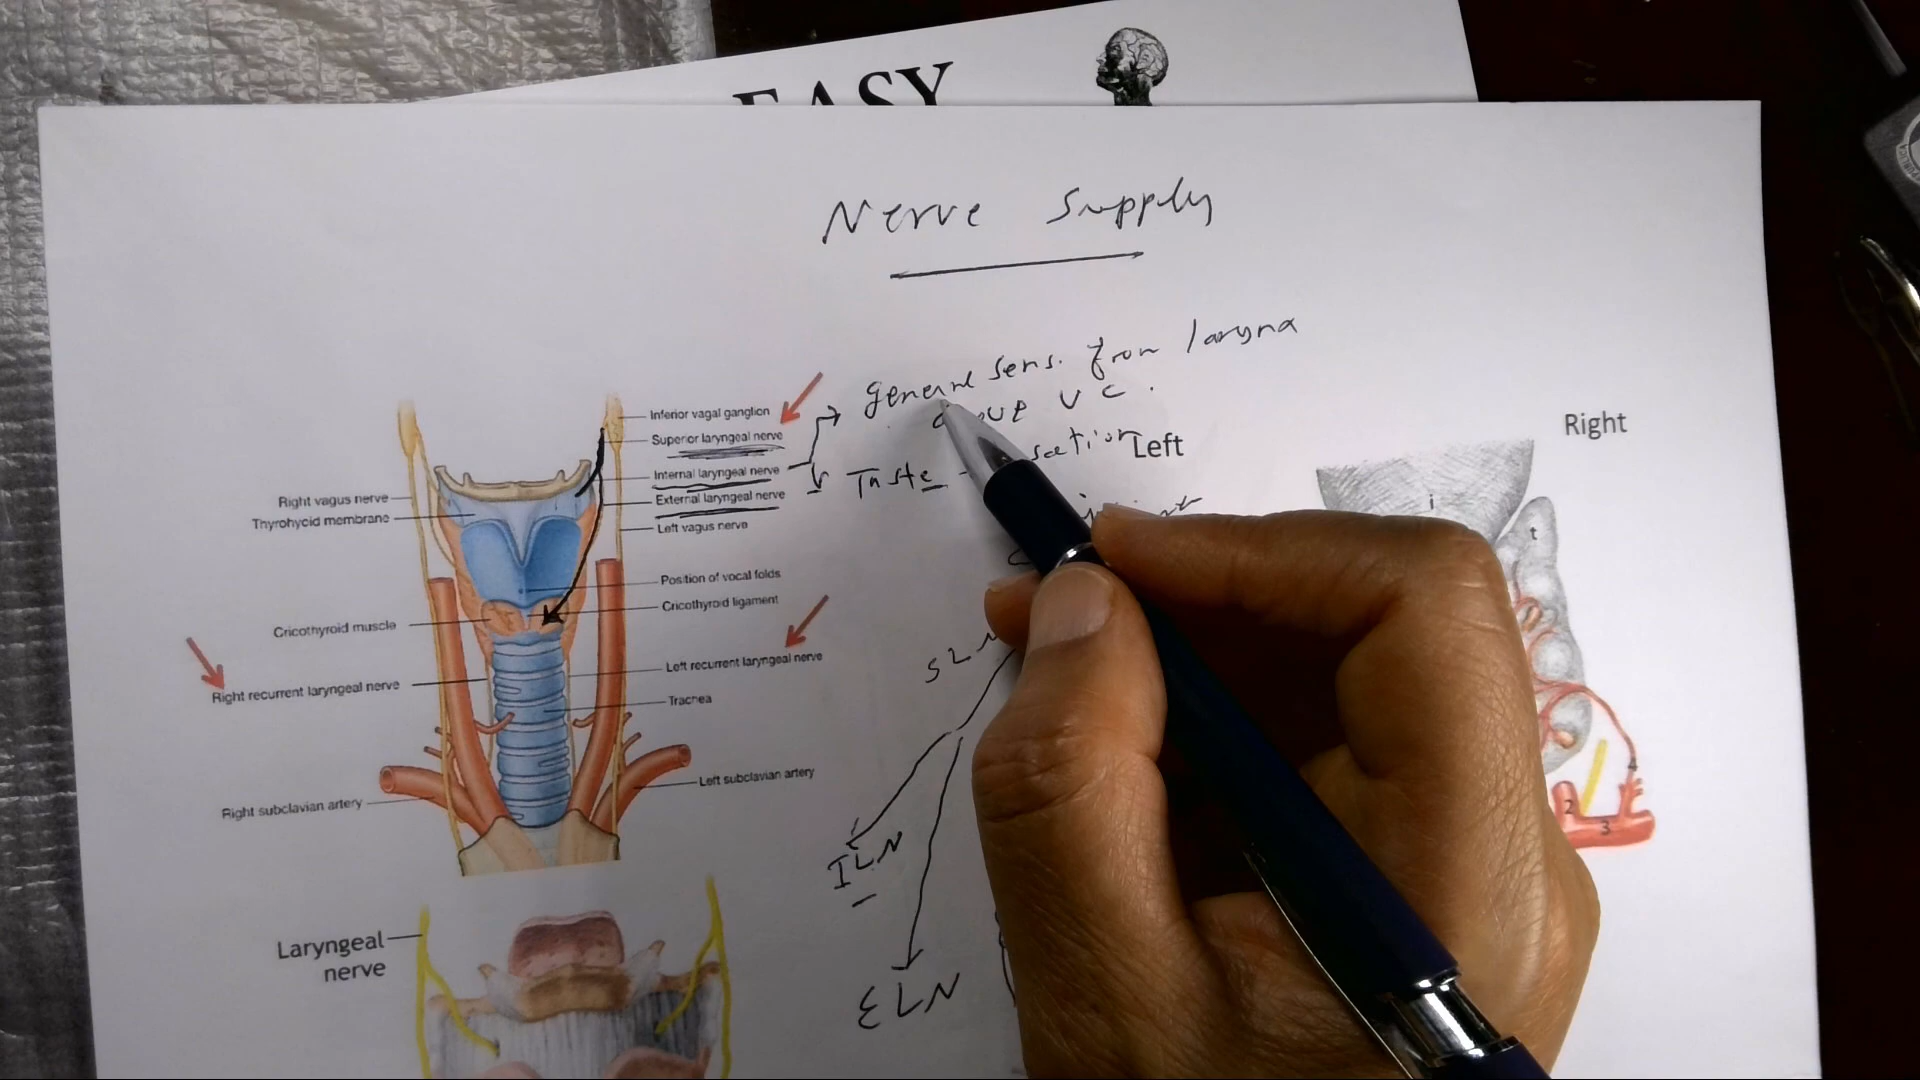 EASY
Nerve Supply
general sens. from larynx
above VC.
Taste
Left
Right
Inferior vagal ganglion
Superior laryngeal nerve
Internal laryngeal nerve
External laryngeal nerve
Left vagus nerve
Right vagus nerve
Thyrohyoid membrane
Position of vocal folds
Cricothyroid ligament
Cricothyroid muscle
Left recurrent laryngeal nerve
Right recurrent laryngeal nerve
Trachea
Left subclavian artery
Right subclavian artery
SLN
ILN
ELN
Laryngeal
nerve
i
t
4
2
3